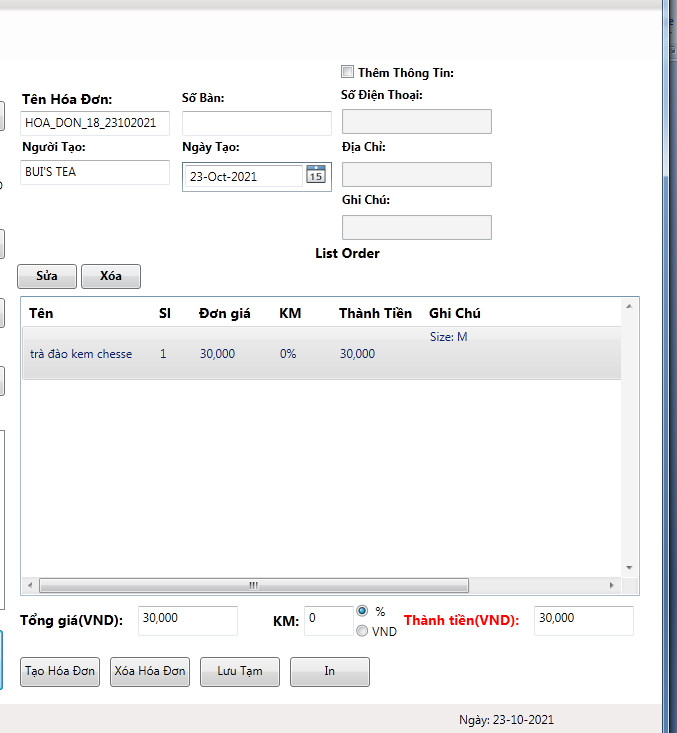 Thêm Thông Tin:
Tên Hóa Đơn:
Số Bàn:
Số Điện Thoại:
HOA_DON_18_23102021
Người Tạo:
Ngày Tạo:
Địa Chỉ:
BUI'S TEA
23-Oct-2021
15
Ghi Chú:
List Order
Sửa
Xóa
Tên Sl Đơn giá KM Thành Tiền Ghi Chú
Size: M
trà đào kem chesse 1 30,000 0% 30,000
Tổng giá(VND): 30,000 KM: 0 % Thành tiền(VND): 30,000
VND
Tạo Hóa Đơn Xóa Hóa Đơn Lưu Tạm In
Ngày: 23-10-2021